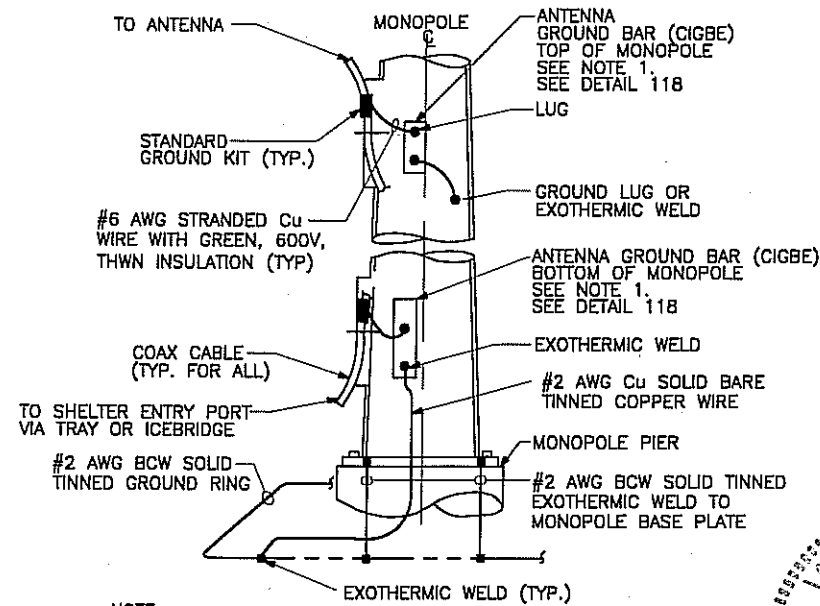 TO ANTENNA
MONOPOLE
℄
ANTENNA
GROUND BAR (CIGBE)
TOP OF MONOPOLE
SEE NOTE 1.
SEE DETAIL 118
LUG
STANDARD
GROUND KIT (TYP.)
GROUND LUG OR
EXOTHERMIC WELD
#6 AWG STRANDED Cu
WIRE WITH GREEN, 600V,
THWN INSULATION (TYP)
ANTENNA GROUND BAR (CIGBE)
BOTTOM OF MONOPOLE
SEE NOTE 1.
SEE DETAIL 118
EXOTHERMIC WELD
COAX CABLE
(TYP. FOR ALL)
#2 AWG Cu SOLID BARE
TINNED COPPER WIRE
TO SHELTER ENTRY PORT
VIA TRAY OR ICEBRIDGE
MONOPOLE PIER
#2 AWG BCW SOLID
TINNED GROUND RING
#2 AWG BCW SOLID TINNED
EXOTHERMIC WELD TO
MONOPOLE BASE PLATE
EXOTHERMIC WELD (TYP.)
NOTE